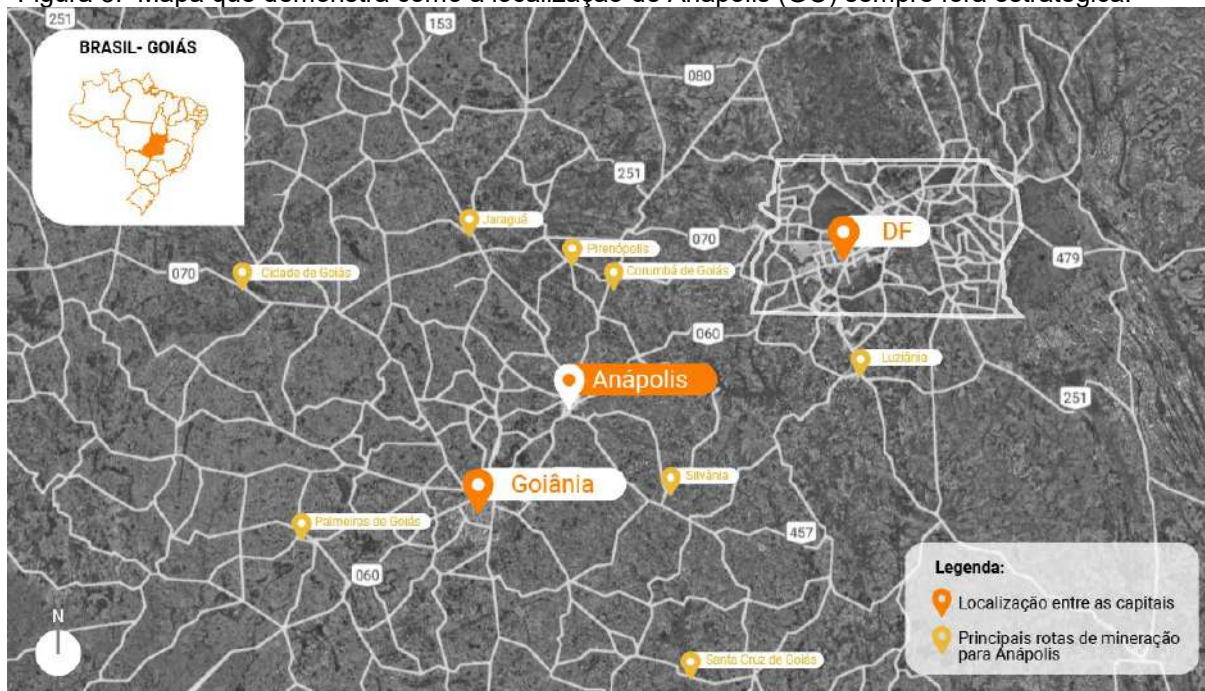 Figura 5: Mapa que demonstra como a localização de Anápolis (GO) sempre fora estratégica.
251
153
BRASIL- GOIÁS
080
251
Jaraguá
DF
070
Pirenópolis
070
Cidade de Goiás
Corumbá de Goiás
479
060
Luziânia
Anápolis
251
Silvânia
Goiânia
Palmeiras de Goiás
457
060
Legenda:
Localização entre as capitais
Principais rotas de mineração
para Anápolis
N
Santa Cruz de Goiás